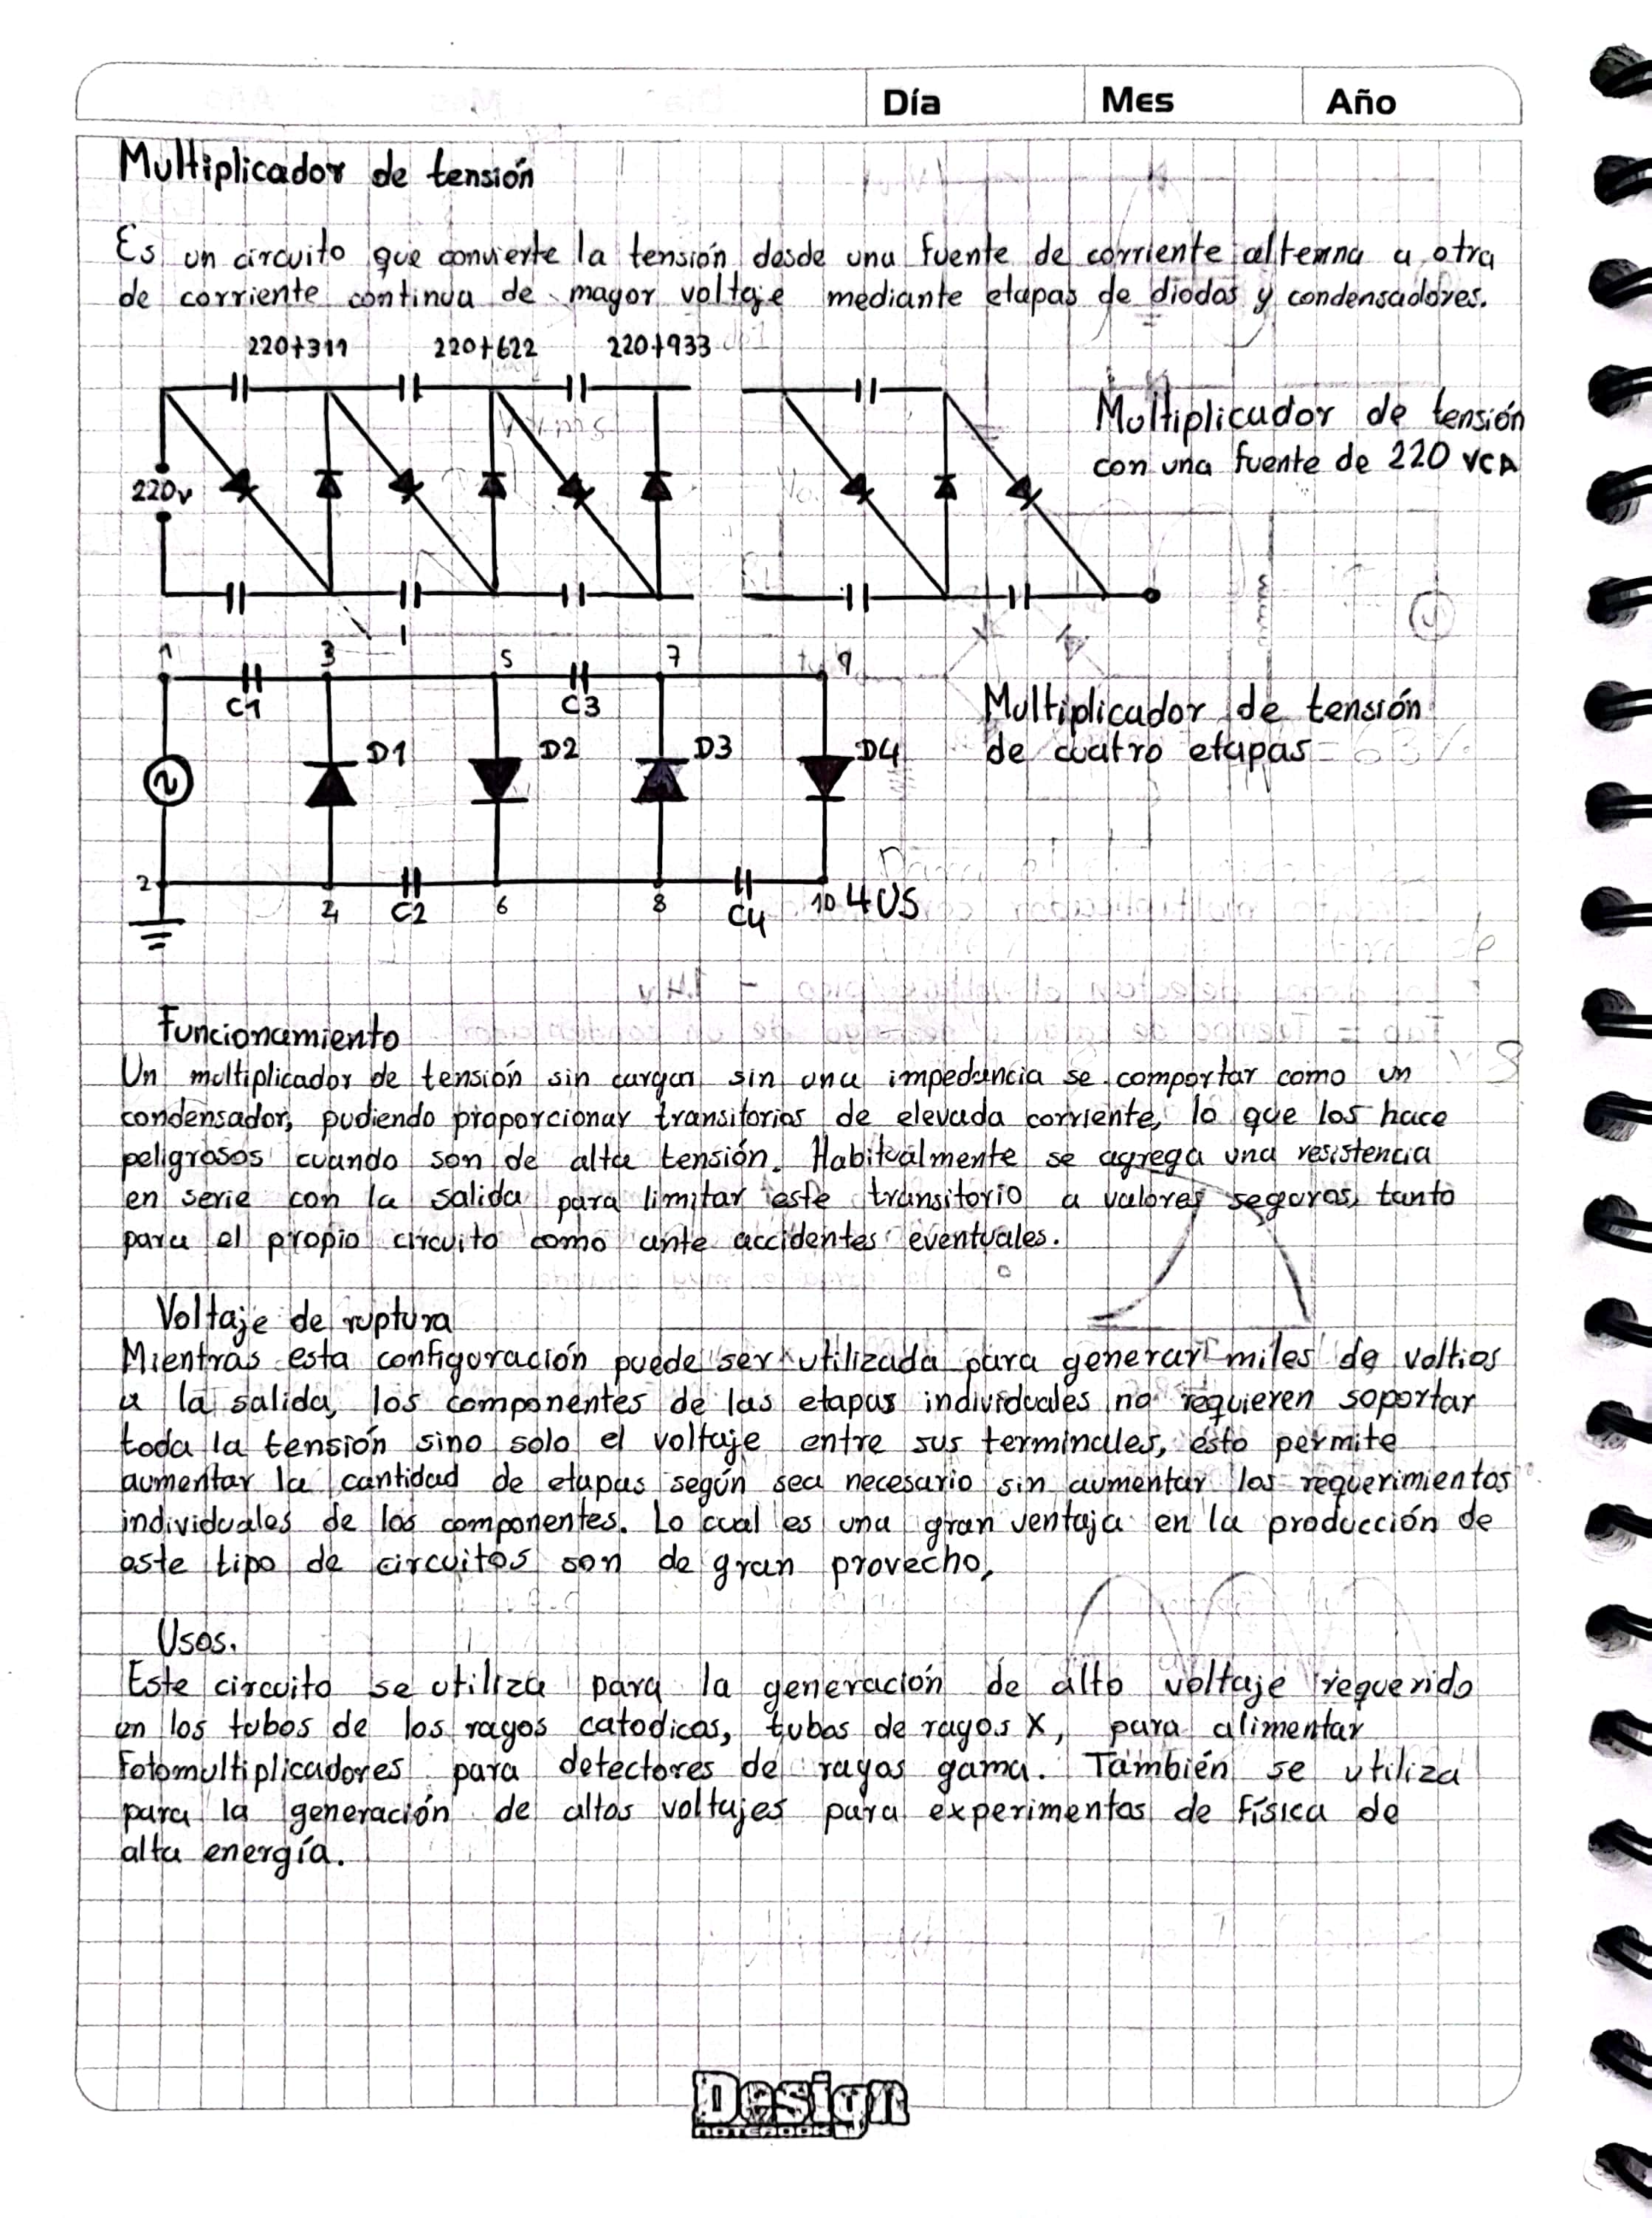 Día Mes Año
Multiplicador de tensión
Es un circuito que convierte la tensión desde una fuente de corriente alterna a otra
de corriente continua de mayor voltaje mediante etapas de diodos y condensadores.
220+311 220+622 220+933
Multiplicador de tensión
con una fuente de 220 VCA
220v
1 3 5 7 9
C1 C3
Multiplicador de tensión
de cuatro etapas
D1 D2 D3 D4
2
4 C2 6 8 C4 10 4US
Funcionamiento
Un multiplicador de tensión sin cargar sin una impedancia se comportar como un
condensador, pudiendo proporcionar transitorios de elevada corriente, lo que los hace
peligrosos cuando son de alta tensión. Habitualmente se agrega una resistencia
en serie con la salida para limitar este transitorio a valores seguros, tanto
para el propio circuito como ante accidentes eventuales.
Voltaje de ruptura
Mientras esta configuración puede ser utilizada para generar miles de voltios
a la salida, los componentes de las etapas individuales no requieren soportar
toda la tensión sino solo el voltaje entre sus terminales, esto permite
aumentar la cantidad de etapas según sea necesario sin aumentar los requerimientos
individuales de los componentes. Lo cual es una gran ventaja en la producción de
este tipo de circuitos son de gran provecho,
Usos.
Este circuito se utiliza para la generación de alto voltaje requerido
en los tubos de los rayos catodicos, tubos de rayos X, para alimentar
fotomultiplicadores para detectores de rayos gama. También se utiliza
para la generación de altos voltajes para experimentos de física de
alta energía.
Design
NOTEBOOK